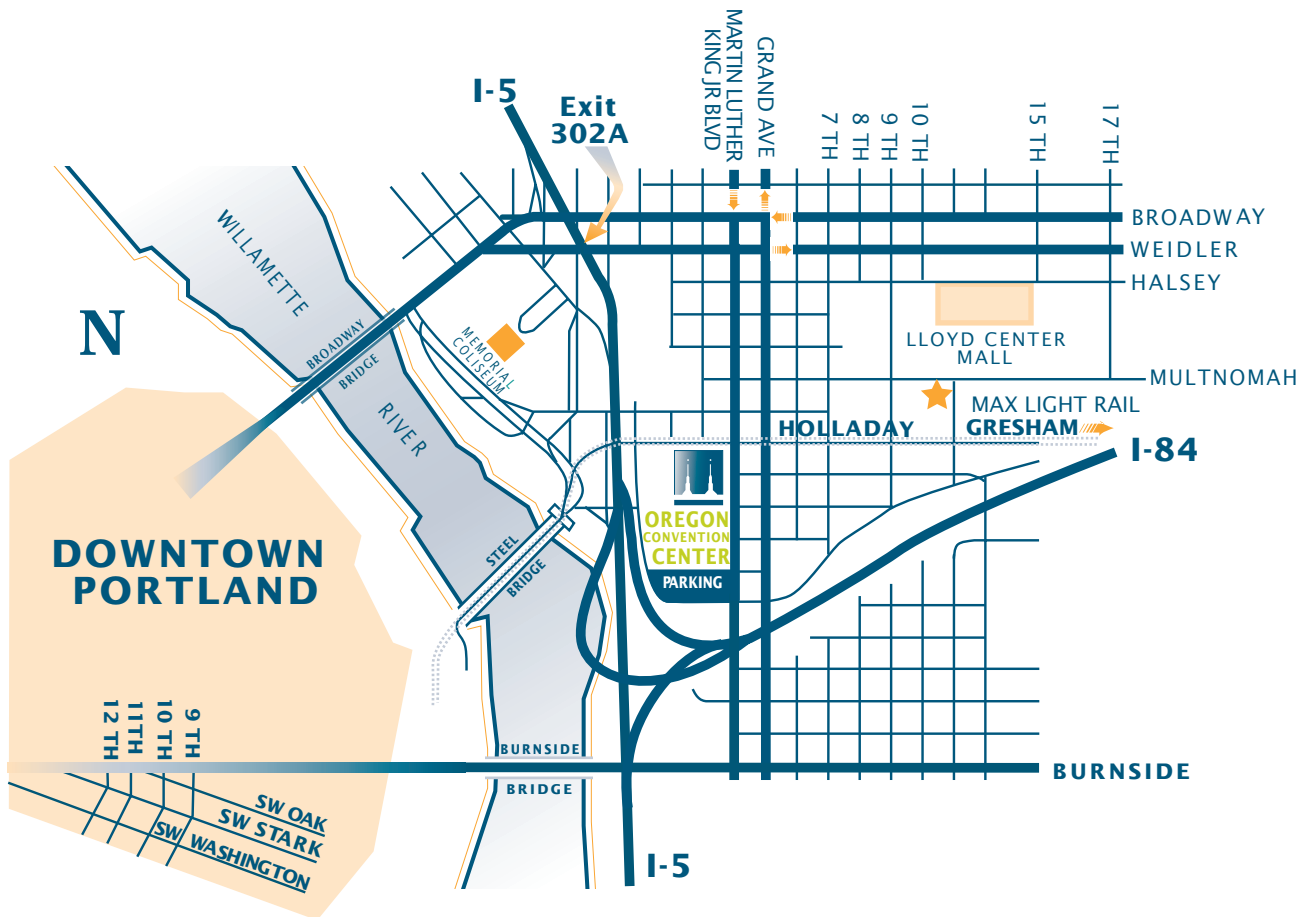 I-5
Exit
302A
MARTIN LUTHER
KING JR BLVD
GRAND AVE
7 TH
8 TH
9 TH
10 TH
15 TH
17 TH
BROADWAY
WEIDLER
HALSEY
LLOYD CENTER
MALL
MULTNOMAH
MAX LIGHT RAIL
GRESHAM
HOLLADAY
I-84
WILLAMETTE
RIVER
N
BROADWAY
BRIDGE
MEMORIAL
COLISEUM
OREGON
CONVENTION
CENTER
PARKING
STEEL
BRIDGE
DOWNTOWN
PORTLAND
12 TH
11TH
10 TH
9 TH
BURNSIDE
BRIDGE
BURNSIDE
SW OAK
SW STARK
SW WASHINGTON
I-5